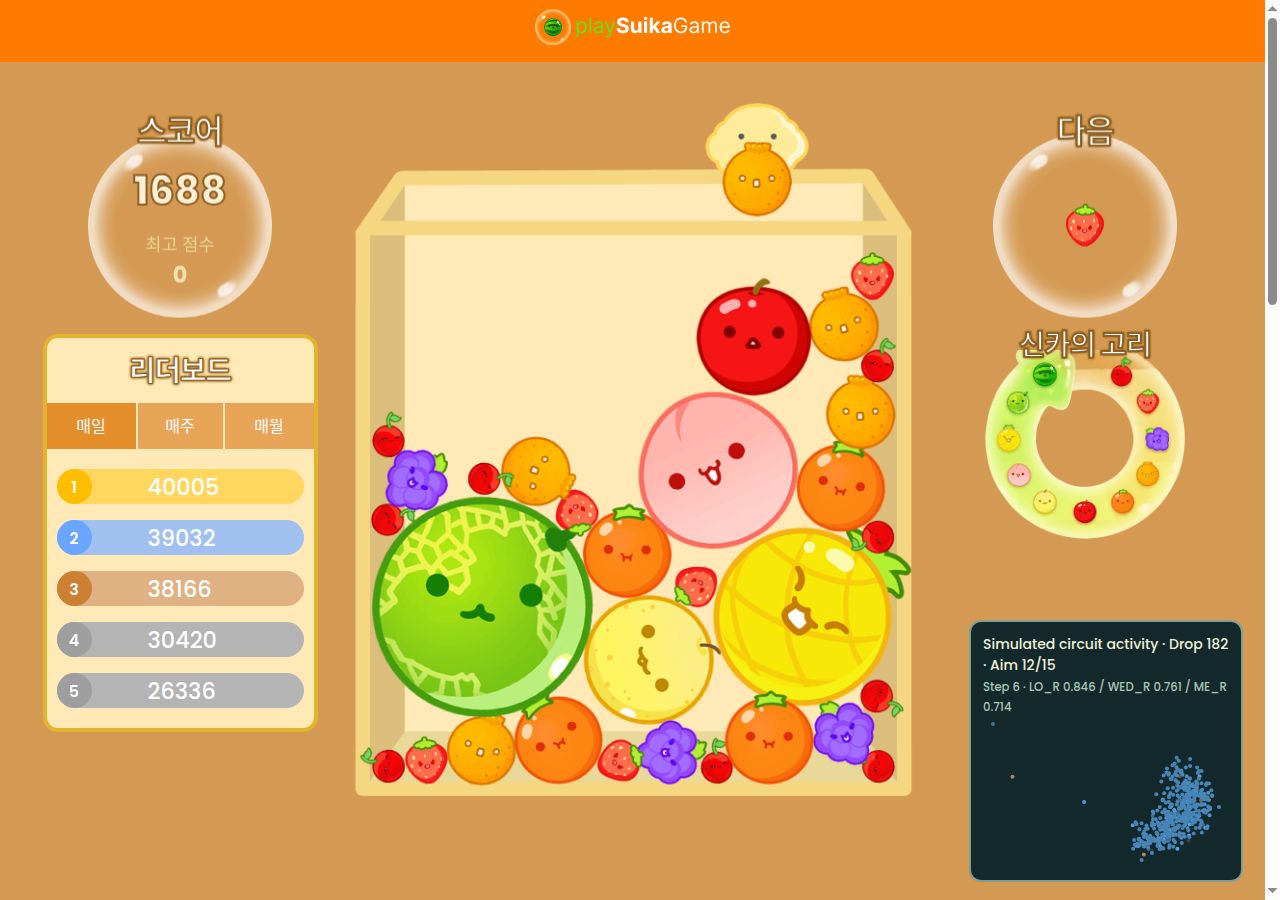 playSuikaGame
스코어
1688
최고 점수
0
리더보드
매일 매주 매월
1 40005
2 39032
3 38166
4 30420
5 26336
다음
신카의 고리
Simulated circuit activity · Drop 182
· Aim 12/15
Step 6 · LO_R 0.846 / WED_R 0.761 / ME_R
0.714